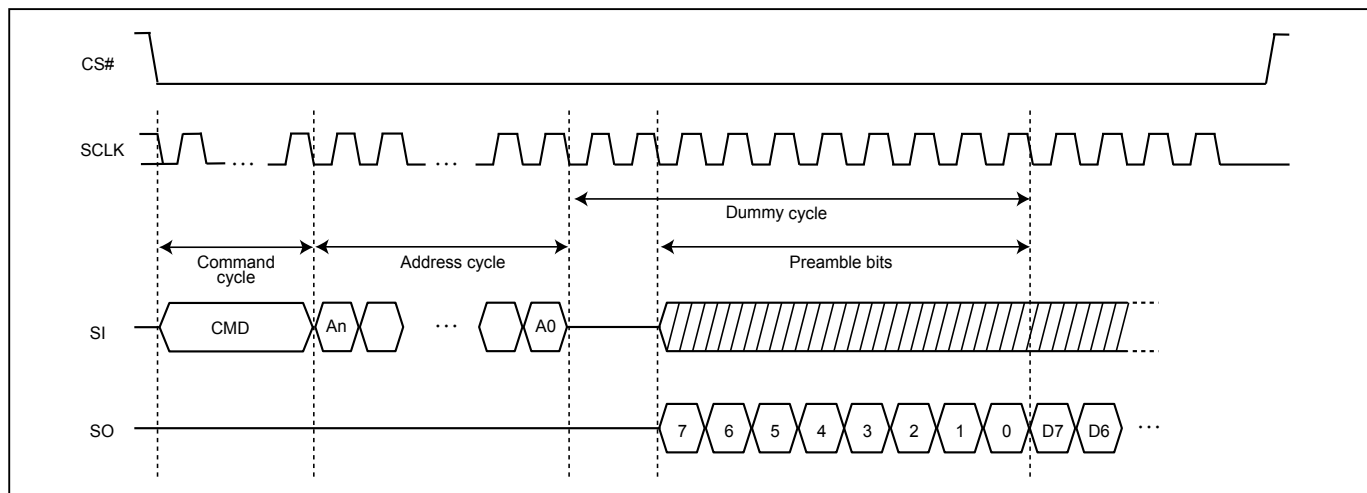 CS#
SCLK ... ...
Dummy cycle
Command cycle Address cycle Preamble bits
SI CMD An ... A0 ...
SO 7 6 5 4 3 2 1 0 D7 D6 ...